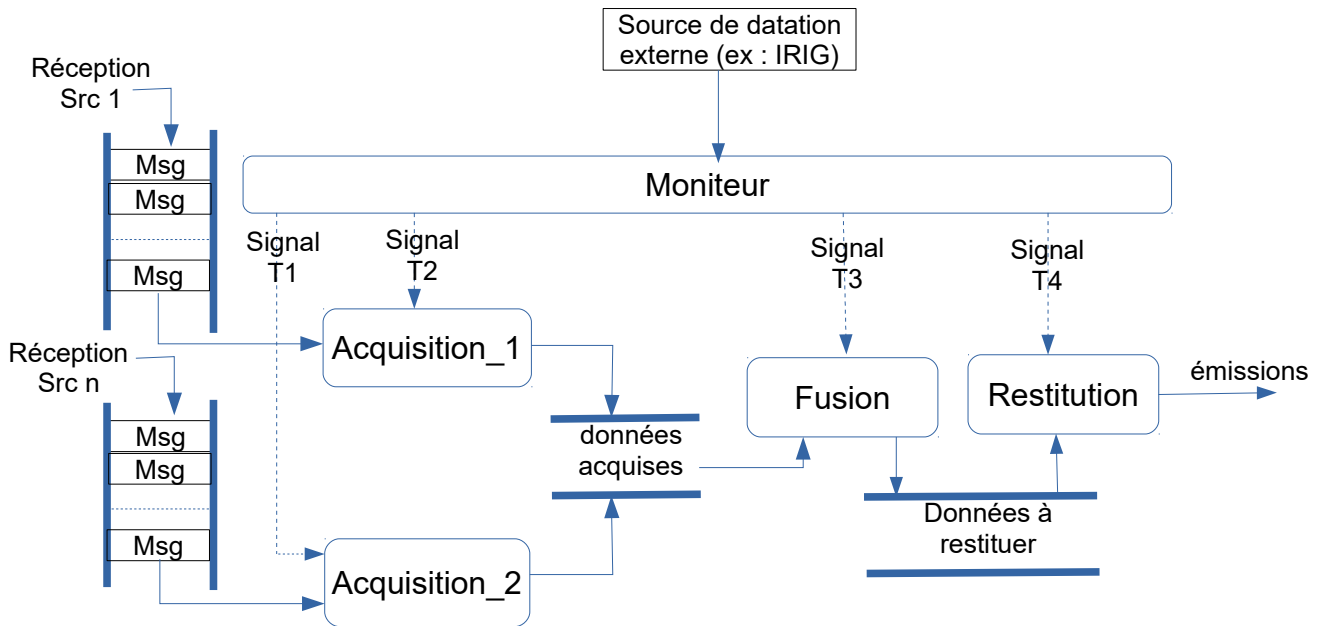 Source de datation
externe (ex : IRIG)
Réception
Src 1
Msg
Msg
Msg
Moniteur
Signal
T1
Signal
T2
Signal
T3
Signal
T4
Acquisition_1
Réception
Src n
Msg
Msg
Msg
Fusion
Restitution
émissions
données
acquises
Données à
restituer
Acquisition_2